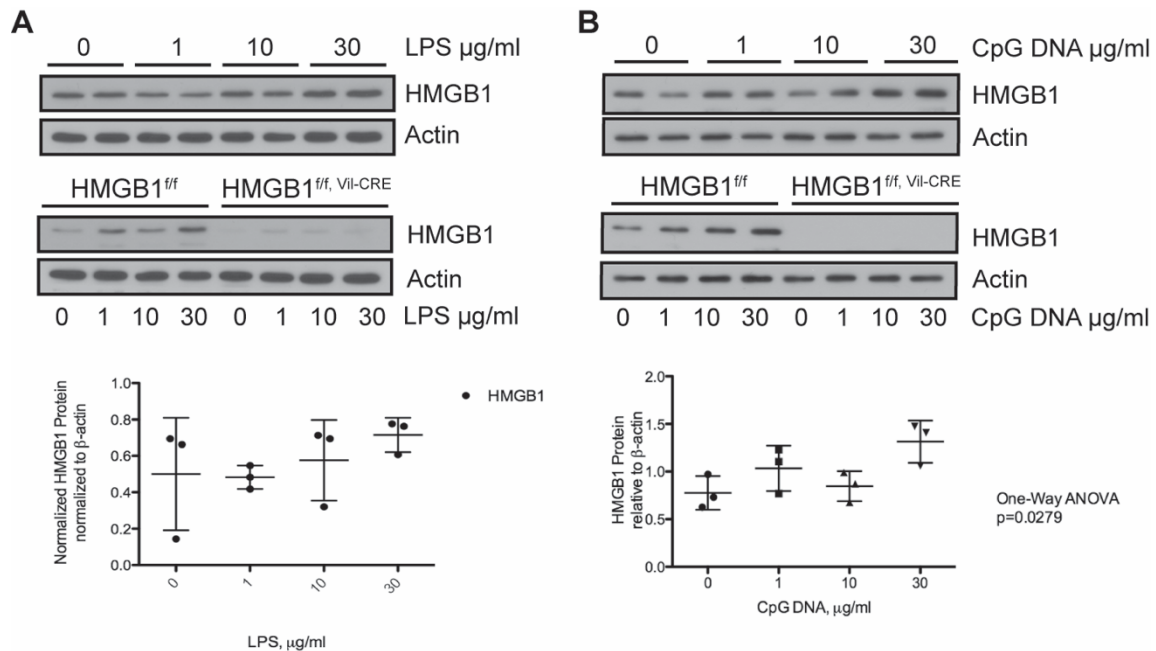 A
0 1 10 30 LPS µg/ml
HMGB1
Actin
HMGB1f/f HMGB1f/f, Vil-CRE
HMGB1
Actin
0 1 10 30 0 1 10 30 LPS µg/ml
Normalized HMGB1 Protein
normalized to β-actin
1.0
0.8
0.6
0.4
0.2
0.0
0 1 10 30
LPS, µg/ml
HMGB1
B
0 1 10 30 CpG DNA µg/ml
HMGB1
Actin
HMGB1f/f HMGB1f/f, Vil-CRE
HMGB1
Actin
0 1 10 30 0 1 10 30 CpG DNA µg/ml
HMGB1 Protein
relative to β-actin
2.0
1.5
1.0
0.5
0.0
0 1 10 30
CpG DNA, µg/ml
One-Way ANOVA
p=0.0279